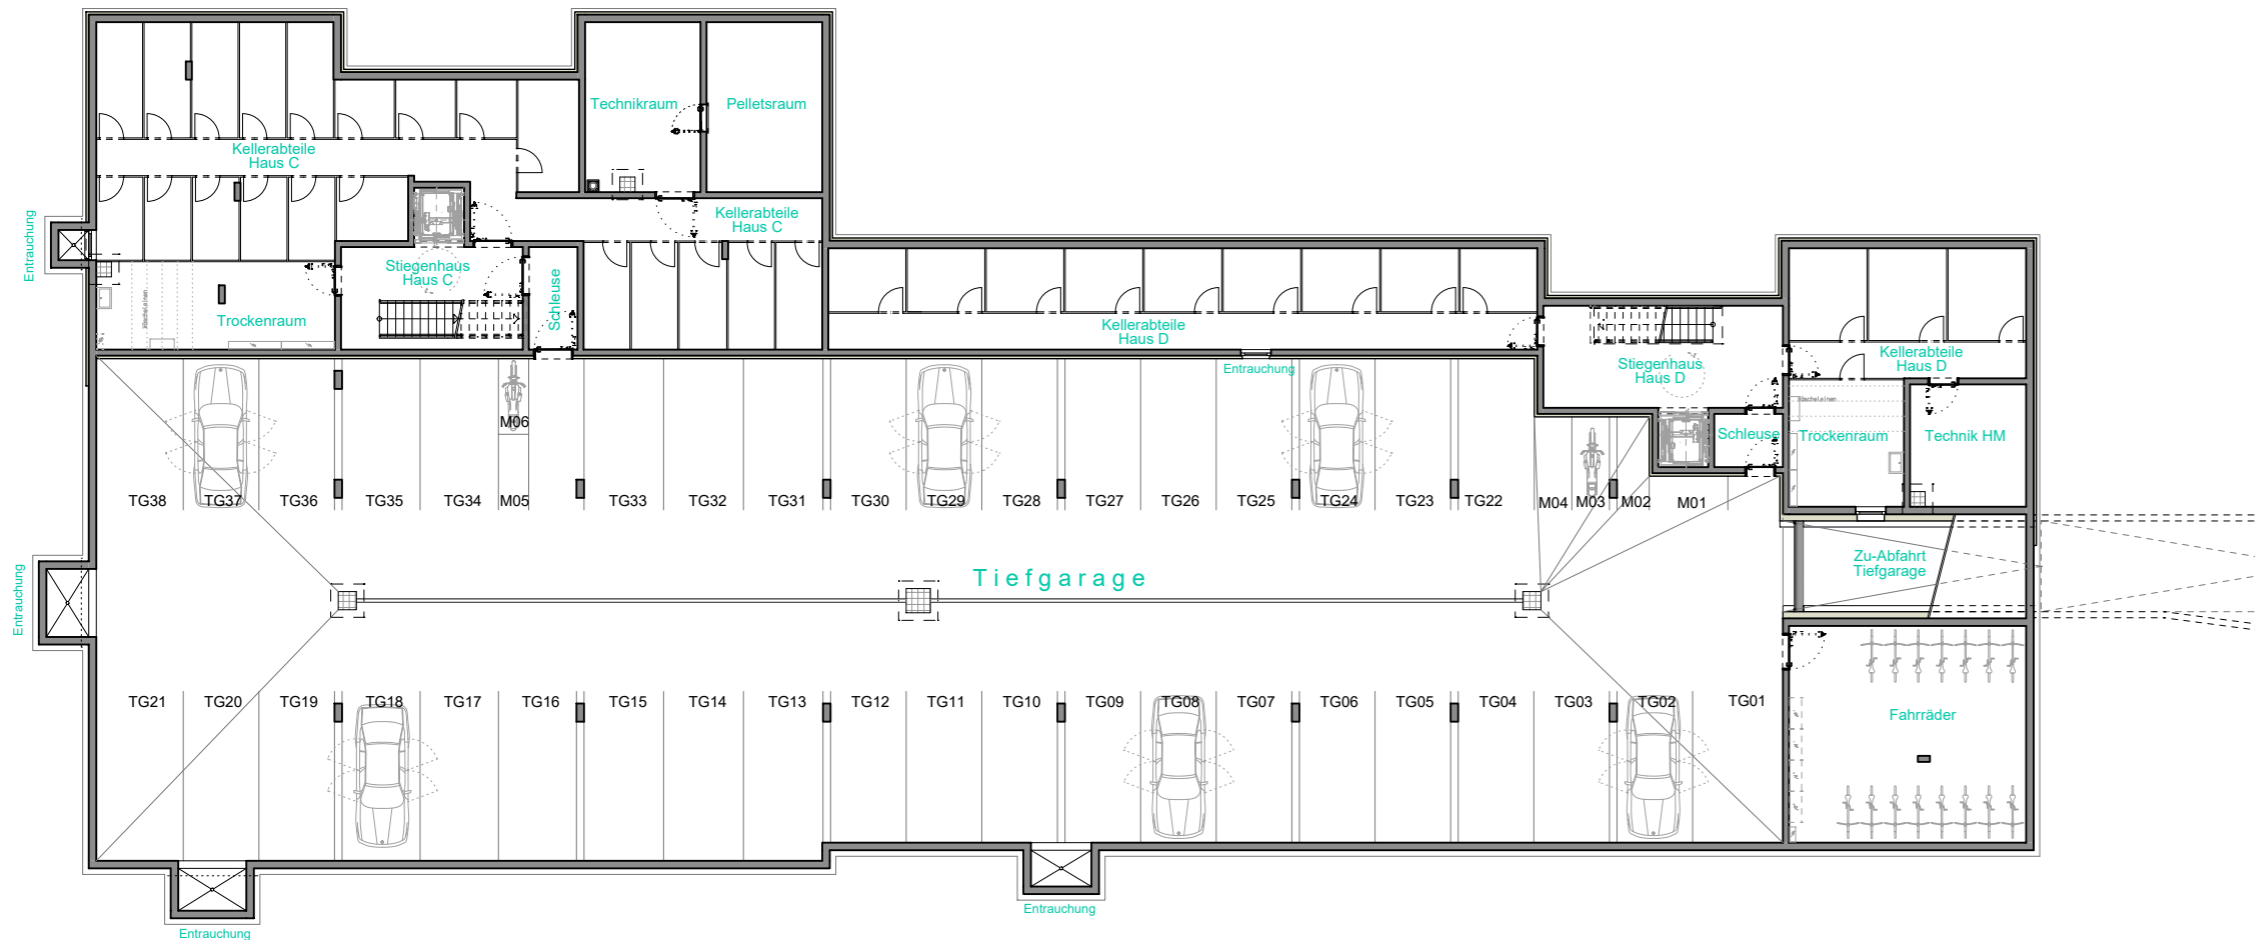 Technikraum
Pelletsraum
Kellerabteile
Haus C
Kellerabteile
Haus C
Entrauchung
Stiegenhaus
Haus C
Schleuse
Trockenraum
Kellerabteile
Haus D
Entrauchung
Stiegenhaus
Haus D
Kellerabteile
Haus D
Schleuse
Trockenraum
Technik HM
M06
TG38
TG37
TG36
TG35
TG34
M05
TG33
TG32
TG31
TG30
TG29
TG28
TG27
TG26
TG25
TG24
TG23
TG22
M04
M03
M02
M01
Zu-Abfahrt
Tiefgarage
Tiefgarage
Entrauchung
TG21
TG20
TG19
TG18
TG17
TG16
TG15
TG14
TG13
TG12
TG11
TG10
TG09
TG08
TG07
TG06
TG05
TG04
TG03
TG02
TG01
Fahrräder
Entrauchung
Entrauchung